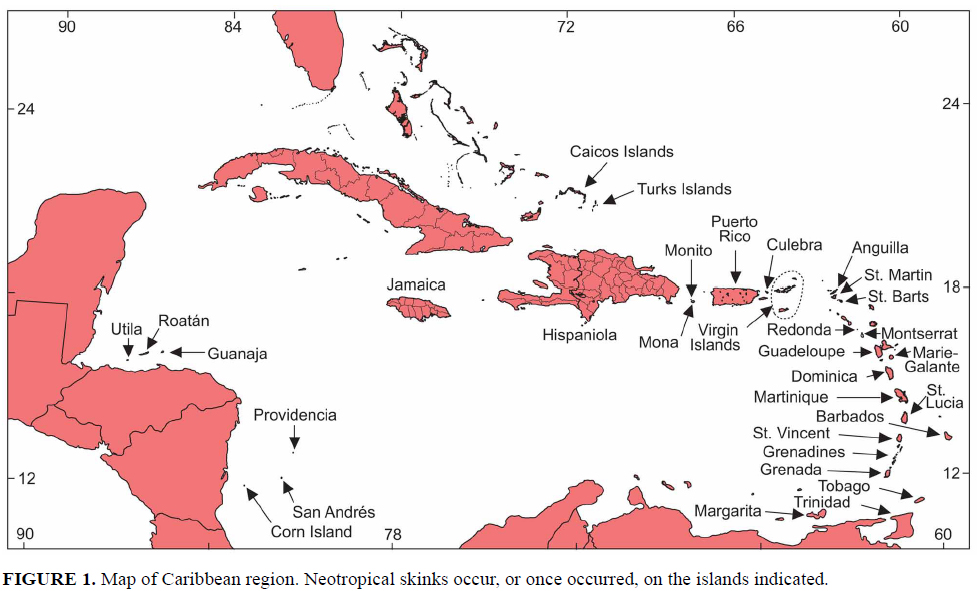 90
84
72
66
60
24
24
Caicos Islands
Turks Islands
Puerto
Rico
Culebra
Monito
Anguilla
St. Martin
St. Barts
18
Jamaica
Hispaniola
Mona
Virgin
Islands
Redonda
Montserrat
Utila
Roatán
Guanaja
Guadeloupe
Marie-
Galante
Dominica
St.
Lucia
Martinique
Barbados
Providencia
St. Vincent
Grenadines
Grenada
12
12
San Andrés
Corn Island
Tobago
Trinidad
Margarita
90
78
60
FIGURE 1. Map of Caribbean region. Neotropical skinks occur, or once occurred, on the islands indicated.